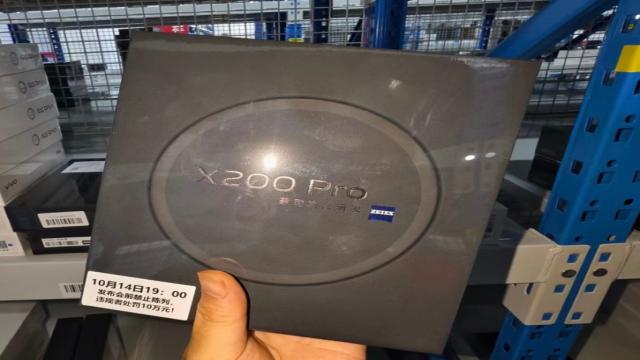 X200 Pro
ZEISS
10月14日19：00
发布会前禁止陈列，
违规者处罚10万元！
vivo